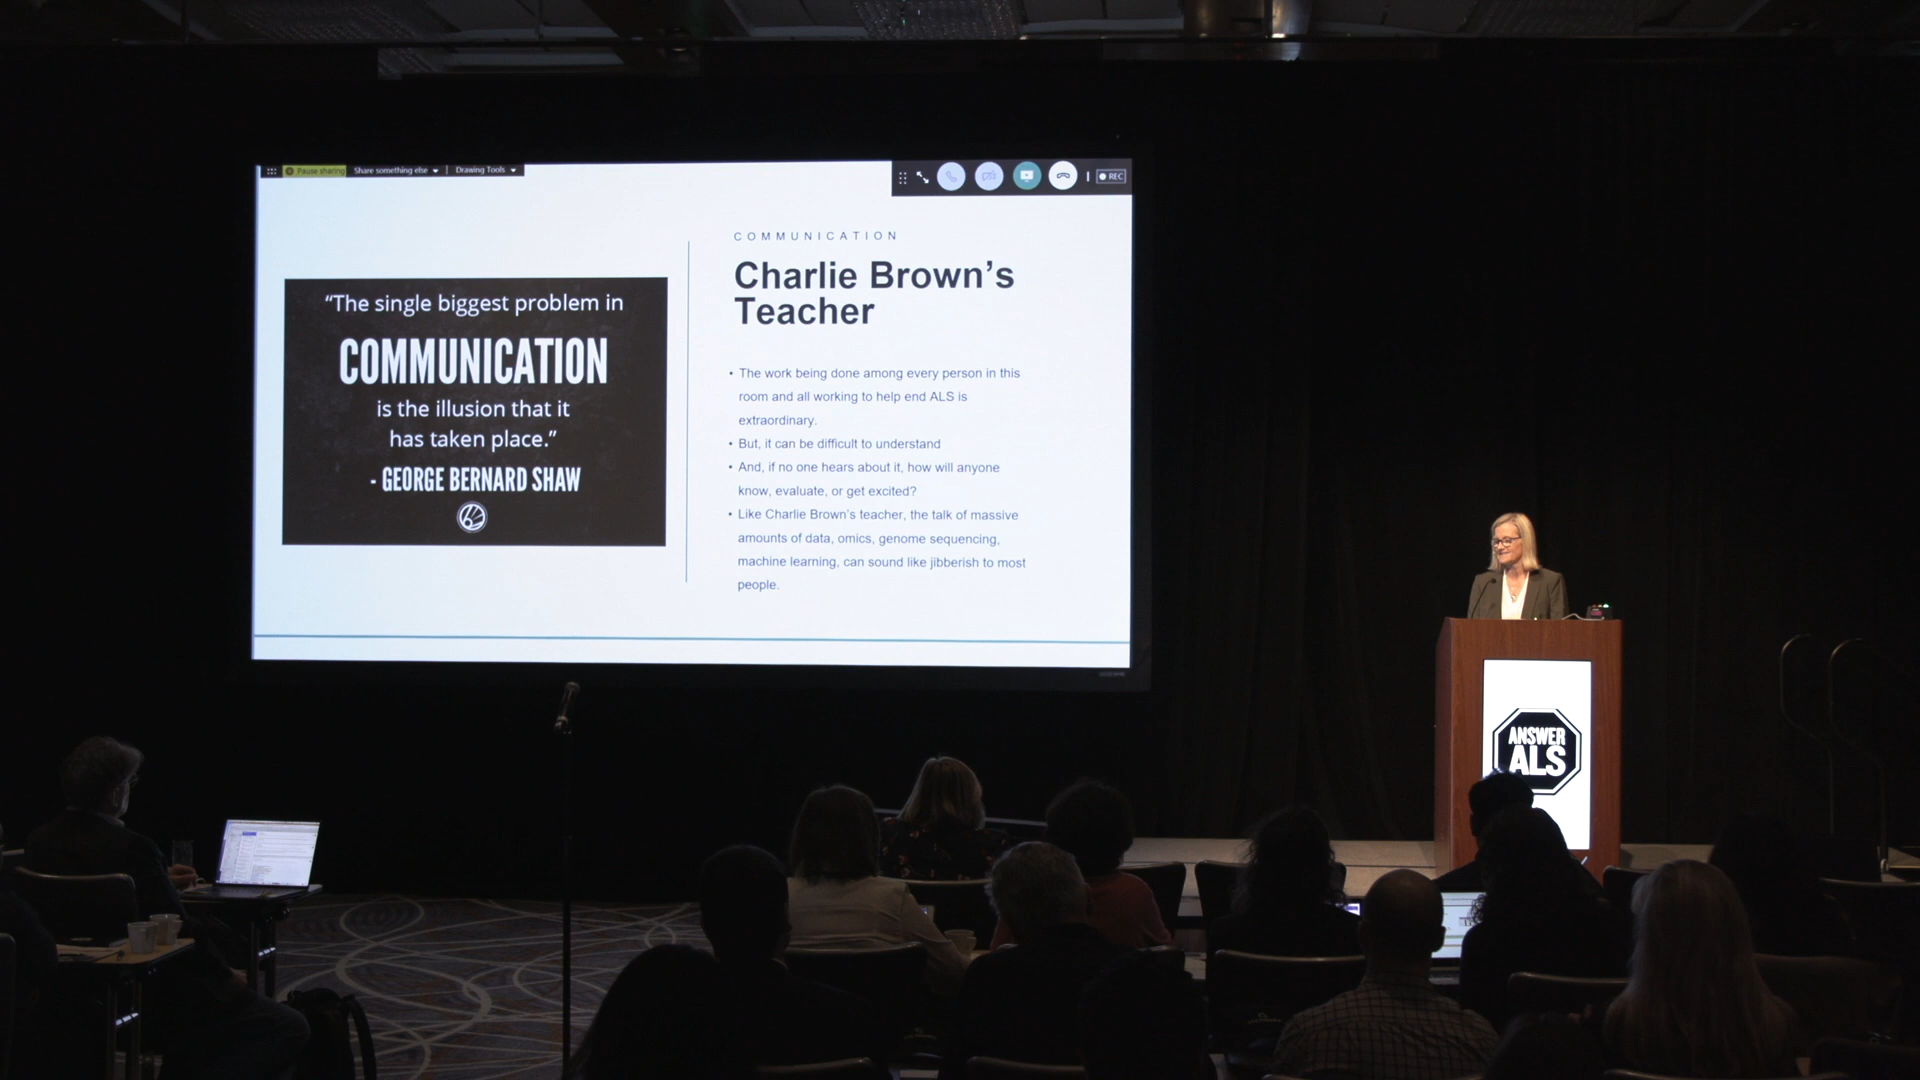 Pause sharing Share something else Drawing Tools
REC
“The single biggest problem in
COMMUNICATION
is the illusion that it
has taken place.”
- GEORGE BERNARD SHAW
COMMUNICATION
Charlie Brown’s
Teacher
• The work being done among every person in this
room and all working to help end ALS is
extraordinary.
• But, it can be difficult to understand
• And, if no one hears about it, how will anyone
know, evaluate, or get excited?
• Like Charlie Brown’s teacher, the talk of massive
amounts of data, omics, genome sequencing,
machine learning, can sound like jibberish to most
people.
ANSWER
ALS